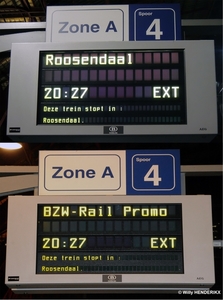 Zone A
Spoor
4
Roosendaal
20:27 EXT
Deze trein stopt in :
Roosendaal.
Zone A
Spoor
4
BZW-Rail Promo
20:27 EXT
Deze trein stopt in :
Roosendaal.
© Willy HENDERIKX